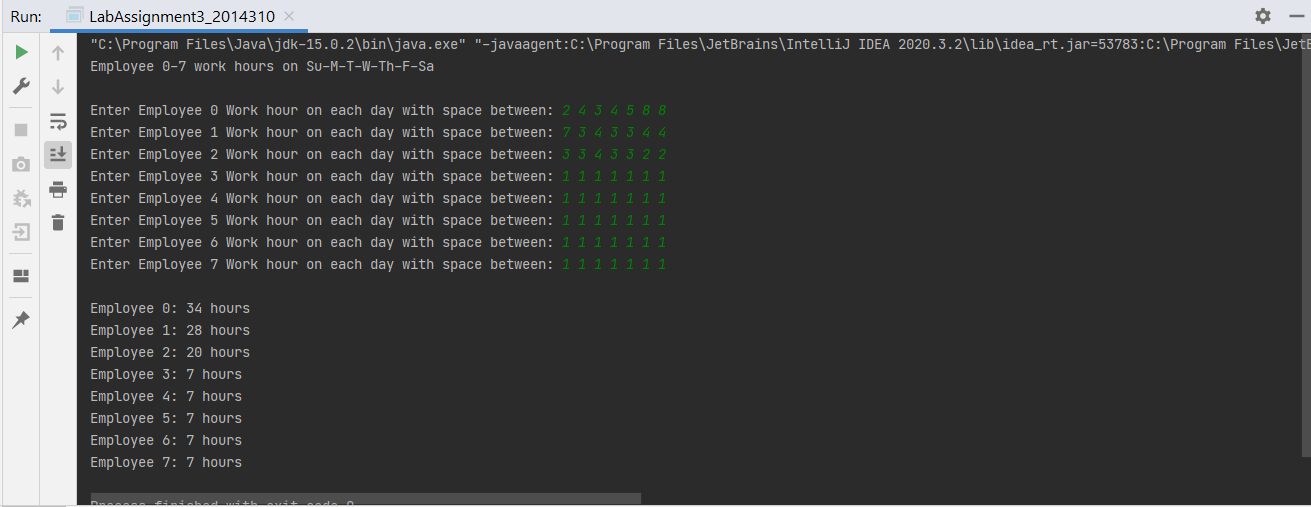 Run: LabAssignment3_2014310
"C:\Program Files\Java\jdk-15.0.2\bin\java.exe" "-javaagent:C:\Program Files\JetBrains\IntelliJ IDEA 2020.3.2\lib\idea_rt.jar=53783:C:\Program Files\JetB
Employee 0-7 work hours on Su-M-T-W-Th-F-Sa
Enter Employee 0 Work hour on each day with space between: 2 4 3 4 5 8 8
Enter Employee 1 Work hour on each day with space between: 7 3 4 3 3 4 4
Enter Employee 2 Work hour on each day with space between: 3 3 4 3 3 2 2
Enter Employee 3 Work hour on each day with space between: 1 1 1 1 1 1 1
Enter Employee 4 Work hour on each day with space between: 1 1 1 1 1 1 1
Enter Employee 5 Work hour on each day with space between: 1 1 1 1 1 1 1
Enter Employee 6 Work hour on each day with space between: 1 1 1 1 1 1 1
Enter Employee 7 Work hour on each day with space between: 1 1 1 1 1 1 1
Employee 0: 34 hours
Employee 1: 28 hours
Employee 2: 20 hours
Employee 3: 7 hours
Employee 4: 7 hours
Employee 5: 7 hours
Employee 6: 7 hours
Employee 7: 7 hours
Process finished with exit code 0